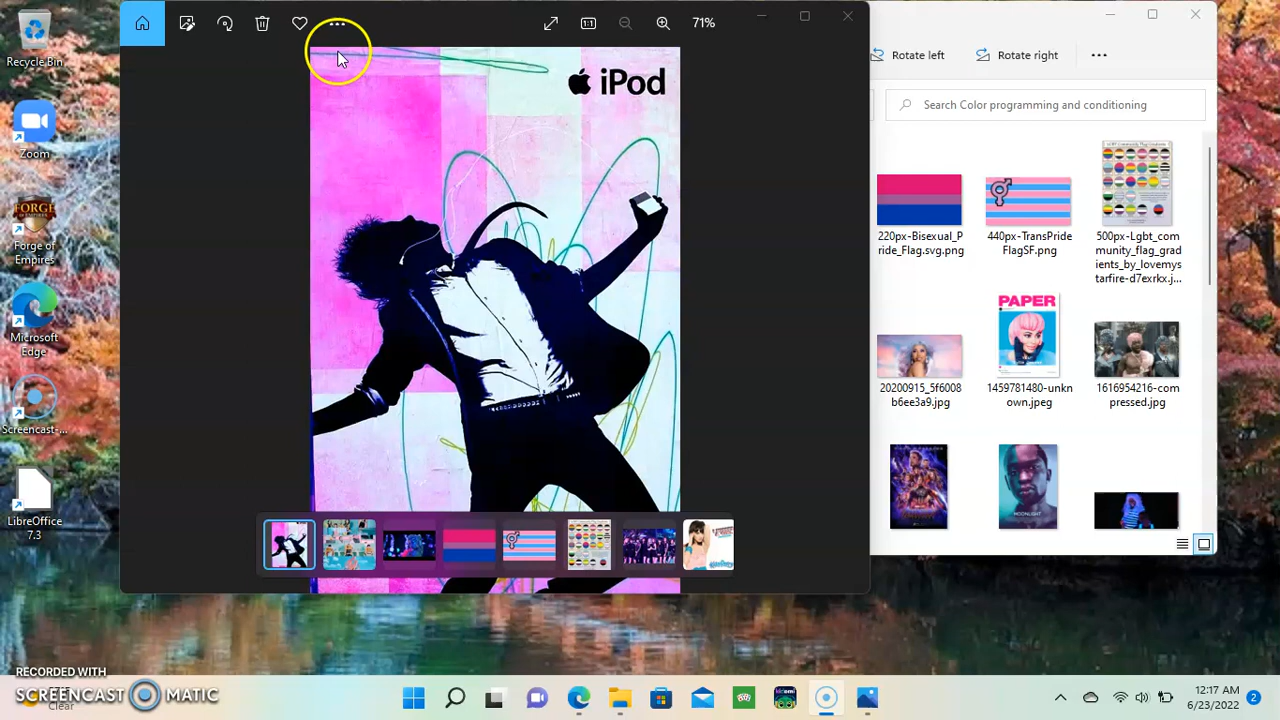 Recycle Bin
Zoom
Forge of
Empires
Microsoft
Edge
Screencast-...
LibreOffice
7.3
71%
iPod
Rotate left
Rotate right
Search Color programming and conditioning
220px-Bisexual_P
ride_Flag.svg.png
440px-TransPride
FlagSF.png
500px-Lgbt_com
munity_flag_grad
ients_by_lovemys
tarfire-d7exrkx.j...
PAPER
20200915_5f6008
b6ee3a9.jpg
1459781480-unkn
own.jpeg
1616954216-com
pressed.jpg
MOONLIGHT
RECORDED WITH
SCREENCAST MATIC
Clear
12:17 AM
6/23/2022
2